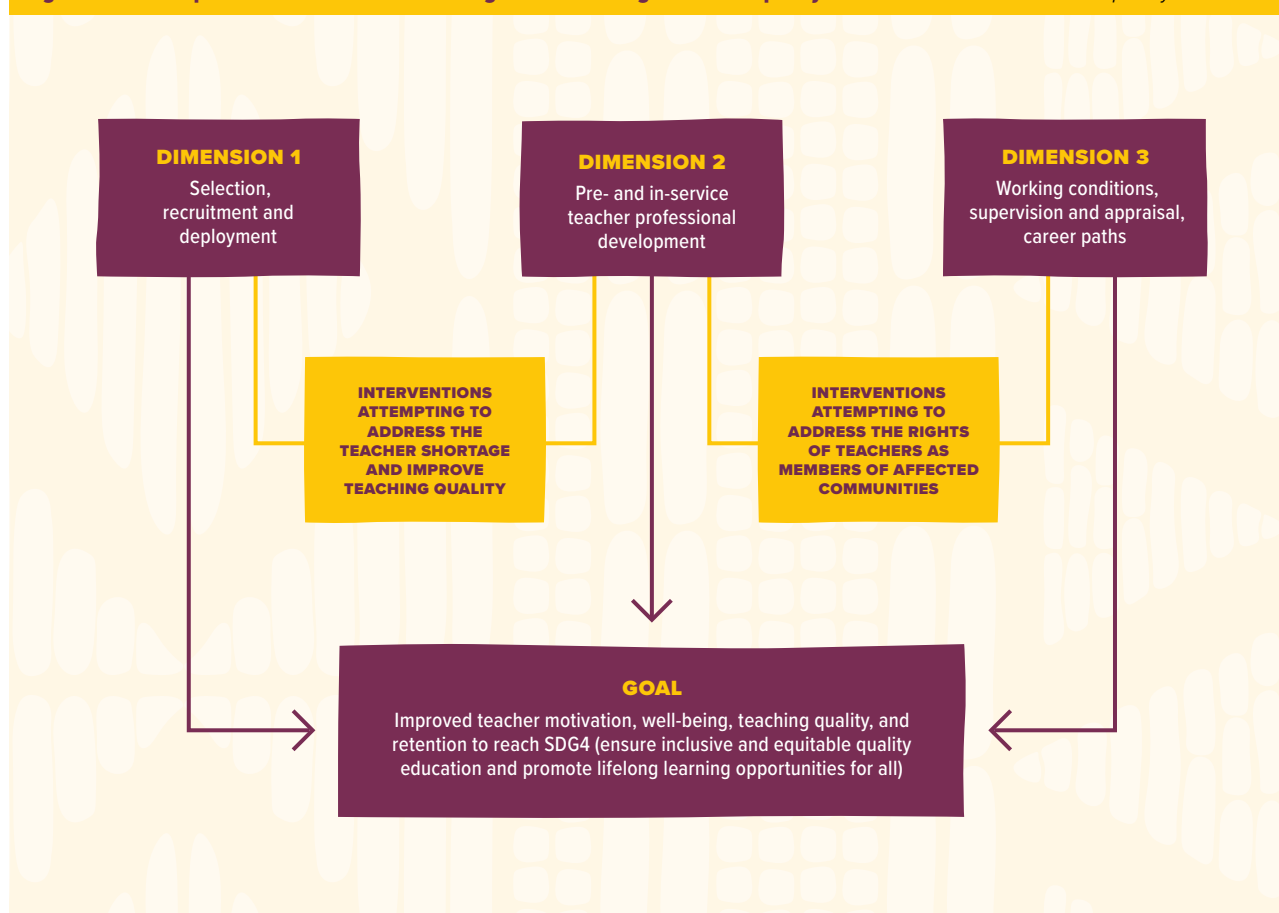 DIMENSION 1
Selection,
recruitment and
deployment
DIMENSION 2
Pre- and in-service
teacher professional
development
DIMENSION 3
Working conditions,
supervision and appraisal,
career paths
INTERVENTIONS
ATTEMPTING TO
ADDRESS THE
TEACHER SHORTAGE
AND IMPROVE
TEACHING QUALITY
INTERVENTIONS
ATTEMPTING TO
ADDRESS THE RIGHTS
OF TEACHERS AS
MEMBERS OF AFFECTED
COMMUNITIES
GOAL
Improved teacher motivation, well-being, teaching quality, and
retention to reach SDG4 (ensure inclusive and equitable quality
education and promote lifelong learning opportunities for all)